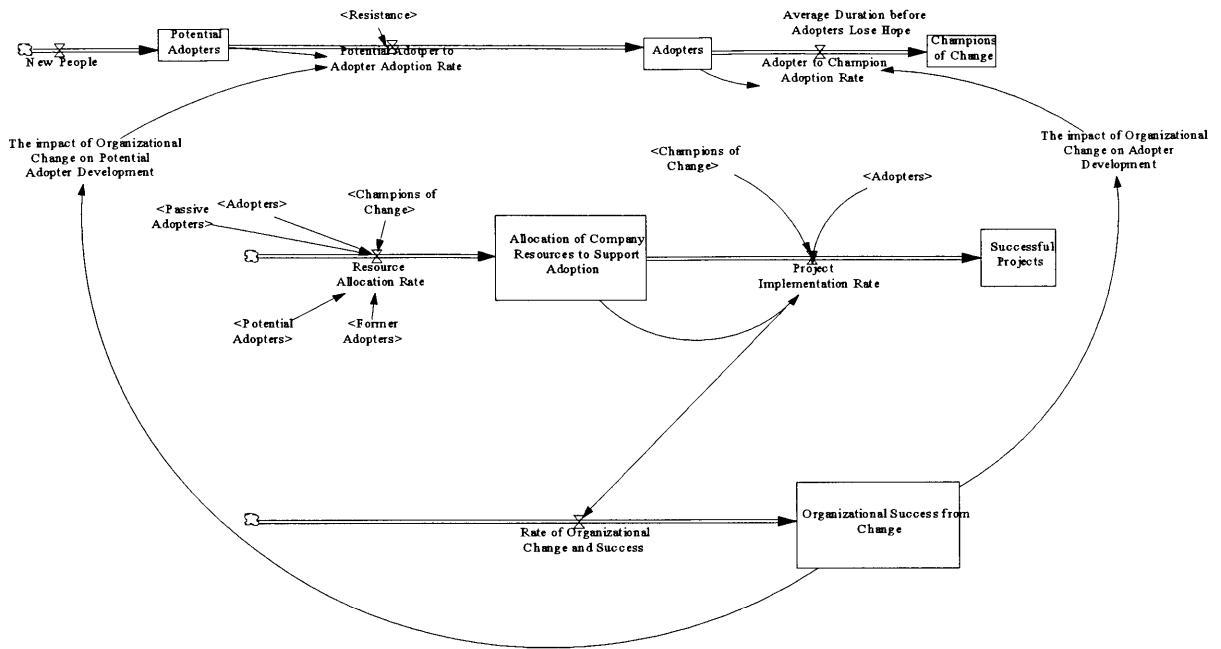 <Resistance>
Average Duration before
Adopters Lose Hope
Potential
Adopters
New People
Potential Adotper to
Adopter Adoption Rate
Adopters
Adopter to Champion
Adoption Rate
Champions
of Change
The impact of Organizational
Change on Potential
Adopter Development
The impact of Organizational
Change on Adopter
Development
<Champions of
Change>
<Adopters>
<Passive
Adopters>
<Adopters>
<Champions of
Change>
Resource
Allocation Rate
Allocation of Company
Resources to Support
Adoption
Project
Implementation Rate
Successful
Projects
<Potential
Adopters>
<Former
Adopters>
Rate of Organizational
Change and Success
Organizational Success from
Change